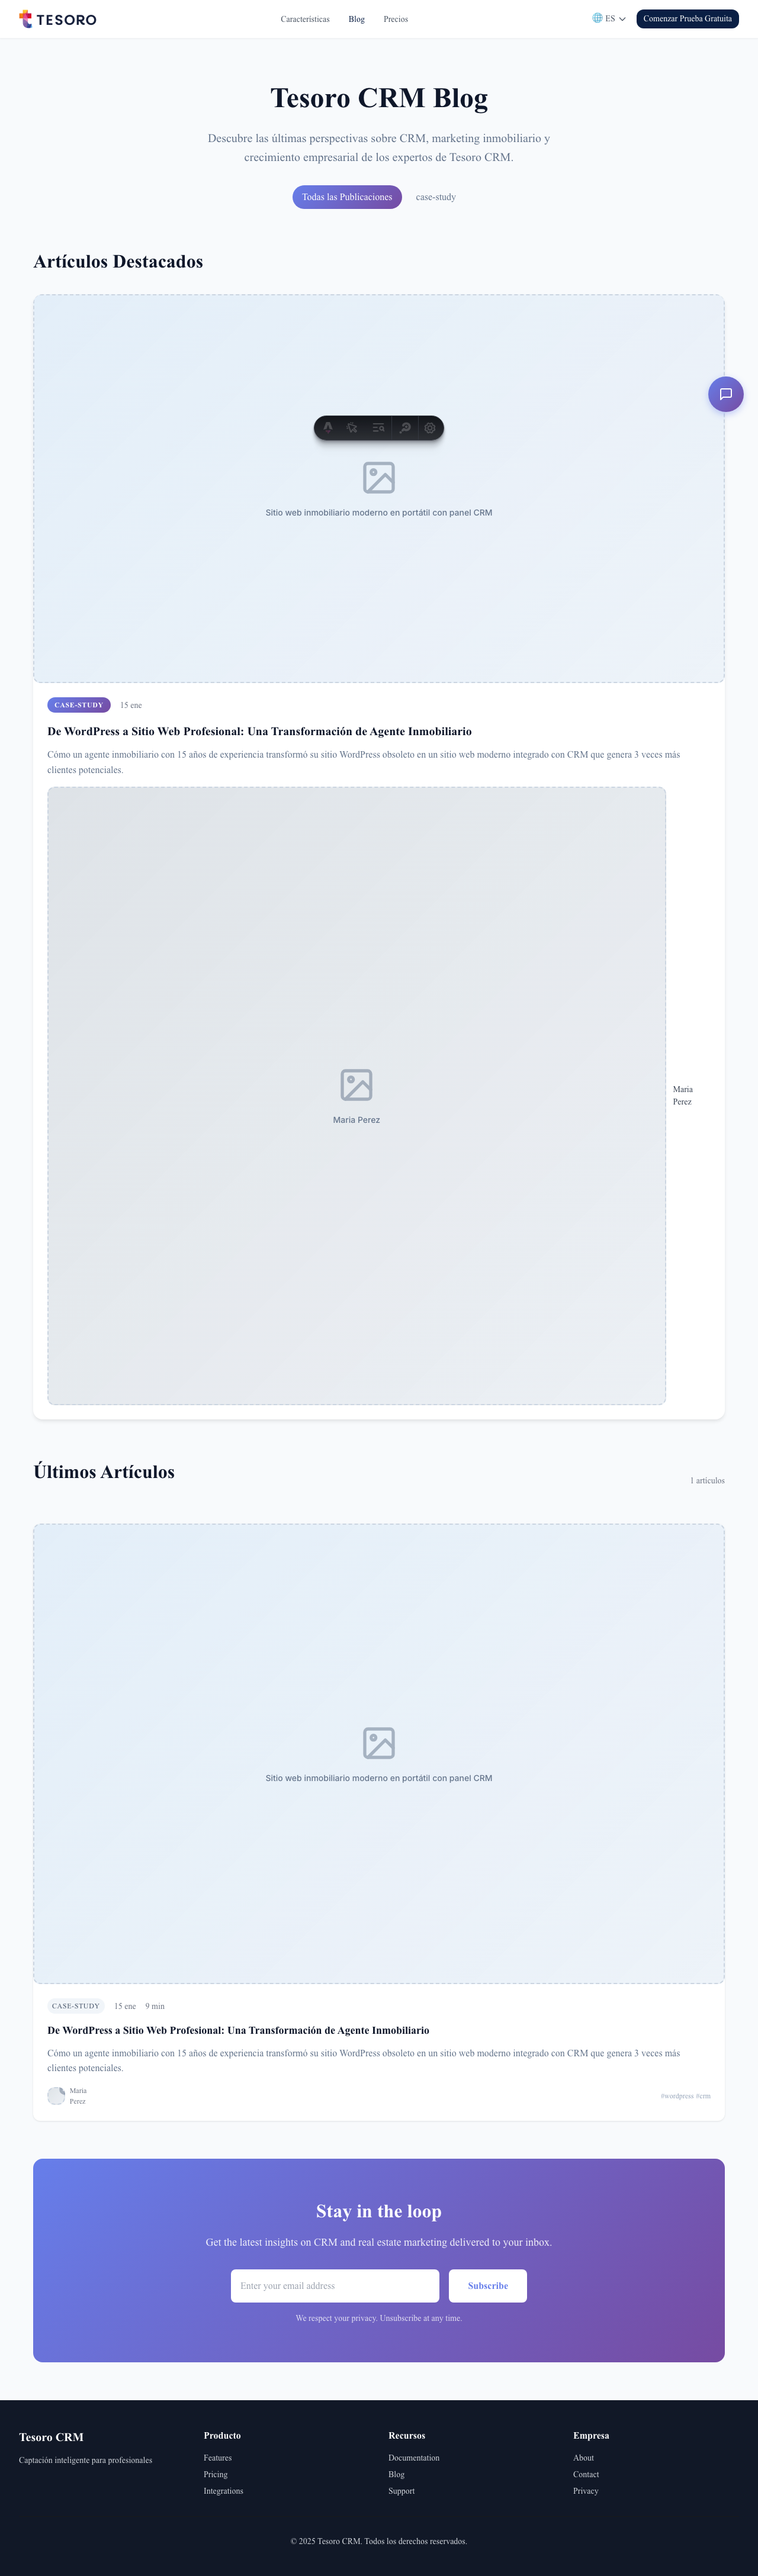 TESORO
Características
Blog
Precios
ES
Comenzar Prueba Gratuita
Tesoro CRM Blog
Descubre las últimas perspectivas sobre CRM, marketing inmobiliario y
crecimiento empresarial de los expertos de Tesoro CRM.
Todas las Publicaciones
case-study
Artículos Destacados
Sitio web inmobiliario moderno en portátil con panel CRM
CASE-STUDY
15 ene
De WordPress a Sitio Web Profesional: Una Transformación de Agente Inmobiliario
Cómo un agente inmobiliario con 15 años de experiencia transformó su sitio WordPress obsoleto en un sitio web moderno integrado con CRM que genera 3 veces más
clientes potenciales.
Maria Perez
Maria
Perez
Últimos Artículos
1 artículos
Sitio web inmobiliario moderno en portátil con panel CRM
CASE-STUDY
15 ene
9 min
De WordPress a Sitio Web Profesional: Una Transformación de Agente Inmobiliario
Cómo un agente inmobiliario con 15 años de experiencia transformó su sitio WordPress obsoleto en un sitio web moderno integrado con CRM que genera 3 veces más
clientes potenciales.
Maria
Perez
#wordpress #crm
Stay in the loop
Get the latest insights on CRM and real estate marketing delivered to your inbox.
Enter your email address
Subscribe
We respect your privacy. Unsubscribe at any time.
Tesoro CRM
Captación inteligente para profesionales
Producto
Features
Pricing
Integrations
Recursos
Documentation
Blog
Support
Empresa
About
Contact
Privacy
© 2025 Tesoro CRM. Todos los derechos reservados.